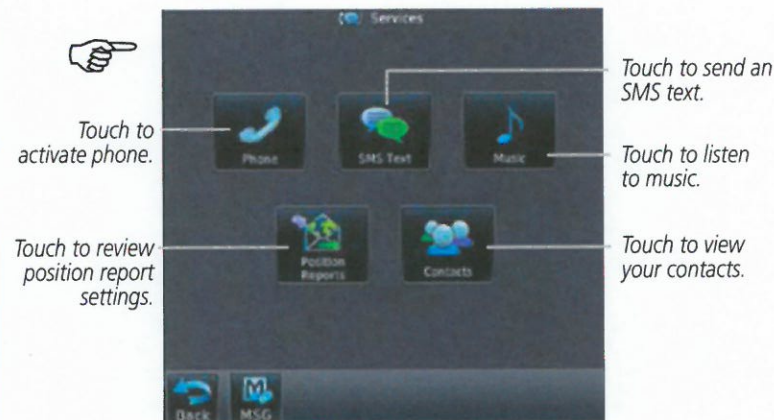 Services
Touch to send an
SMS text.
Touch to
activate phone.
Phone
SMS Text
Music
Touch to listen
to music.
Touch to review
position report
settings.
Position
Reports
Contacts
Touch to view
your contacts.
Back
MSG